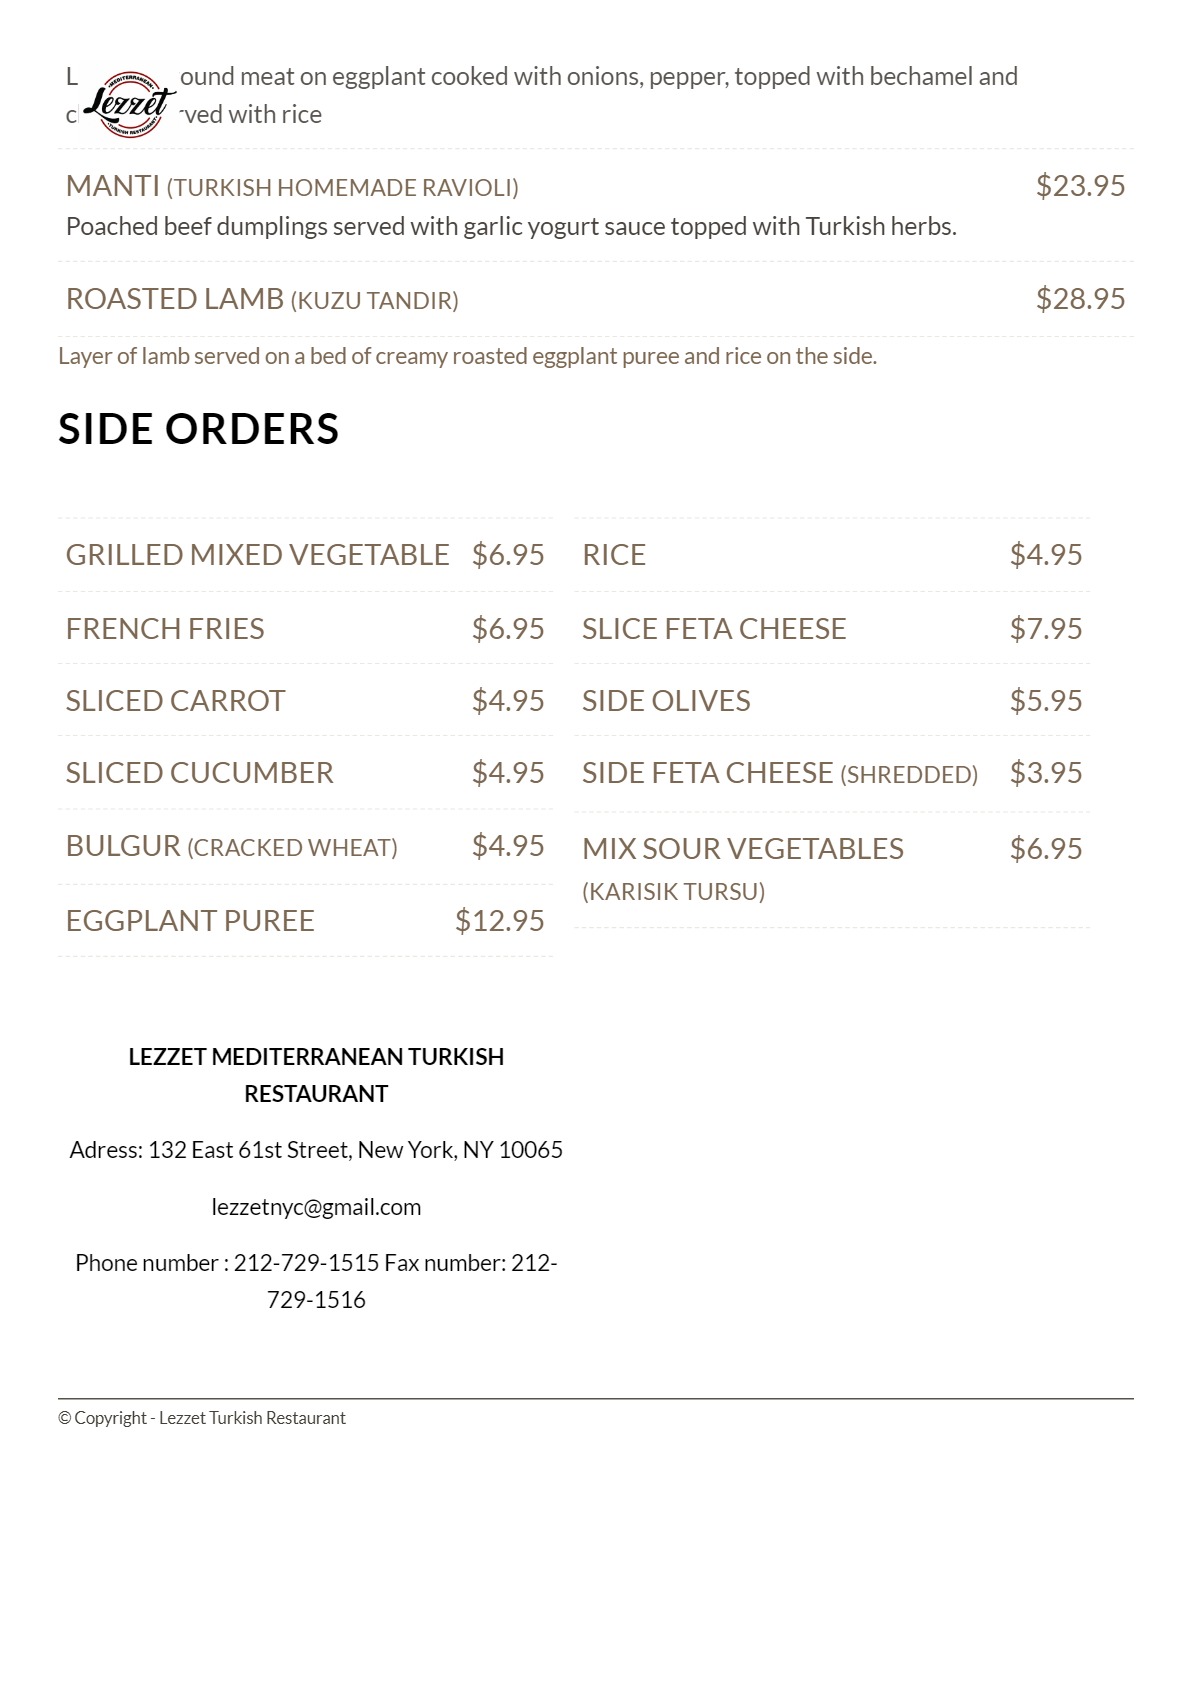 ound meat on eggplant cooked with onions, pepper, topped with bechamel and
with rice
MEDITERRANEAN
Lezzet
TURKISH RESTAURANT
MANTI (TURKISH HOMEMADE RAVIOLI) $23.95
Poached beef dumplings served with garlic yogurt sauce topped with Turkish herbs.
ROASTED LAMB (KUZU TANDIR) $28.95
Layer of lamb served on a bed of creamy roasted eggplant puree and rice on the side.
SIDE ORDERS
GRILLED MIXED VEGETABLE $6.95
FRENCH FRIES $6.95
SLICED CARROT $4.95
SLICED CUCUMBER $4.95
BULGUR (CRACKED WHEAT) $4.95
EGGPLANT PUREE $12.95
RICE $4.95
SLICE FETA CHEESE $7.95
SIDE OLIVES $5.95
SIDE FETA CHEESE (SHREDDED) $3.95
MIX SOUR VEGETABLES $6.95
(KARISIK TURSU)
LEZZET MEDITERRANEAN TURKISH
RESTAURANT
Adress: 132 East 61st Street, New York, NY 10065
lezzetnyc@gmail.com
Phone number : 212-729-1515 Fax number: 212-
729-1516
© Copyright - Lezzet Turkish Restaurant